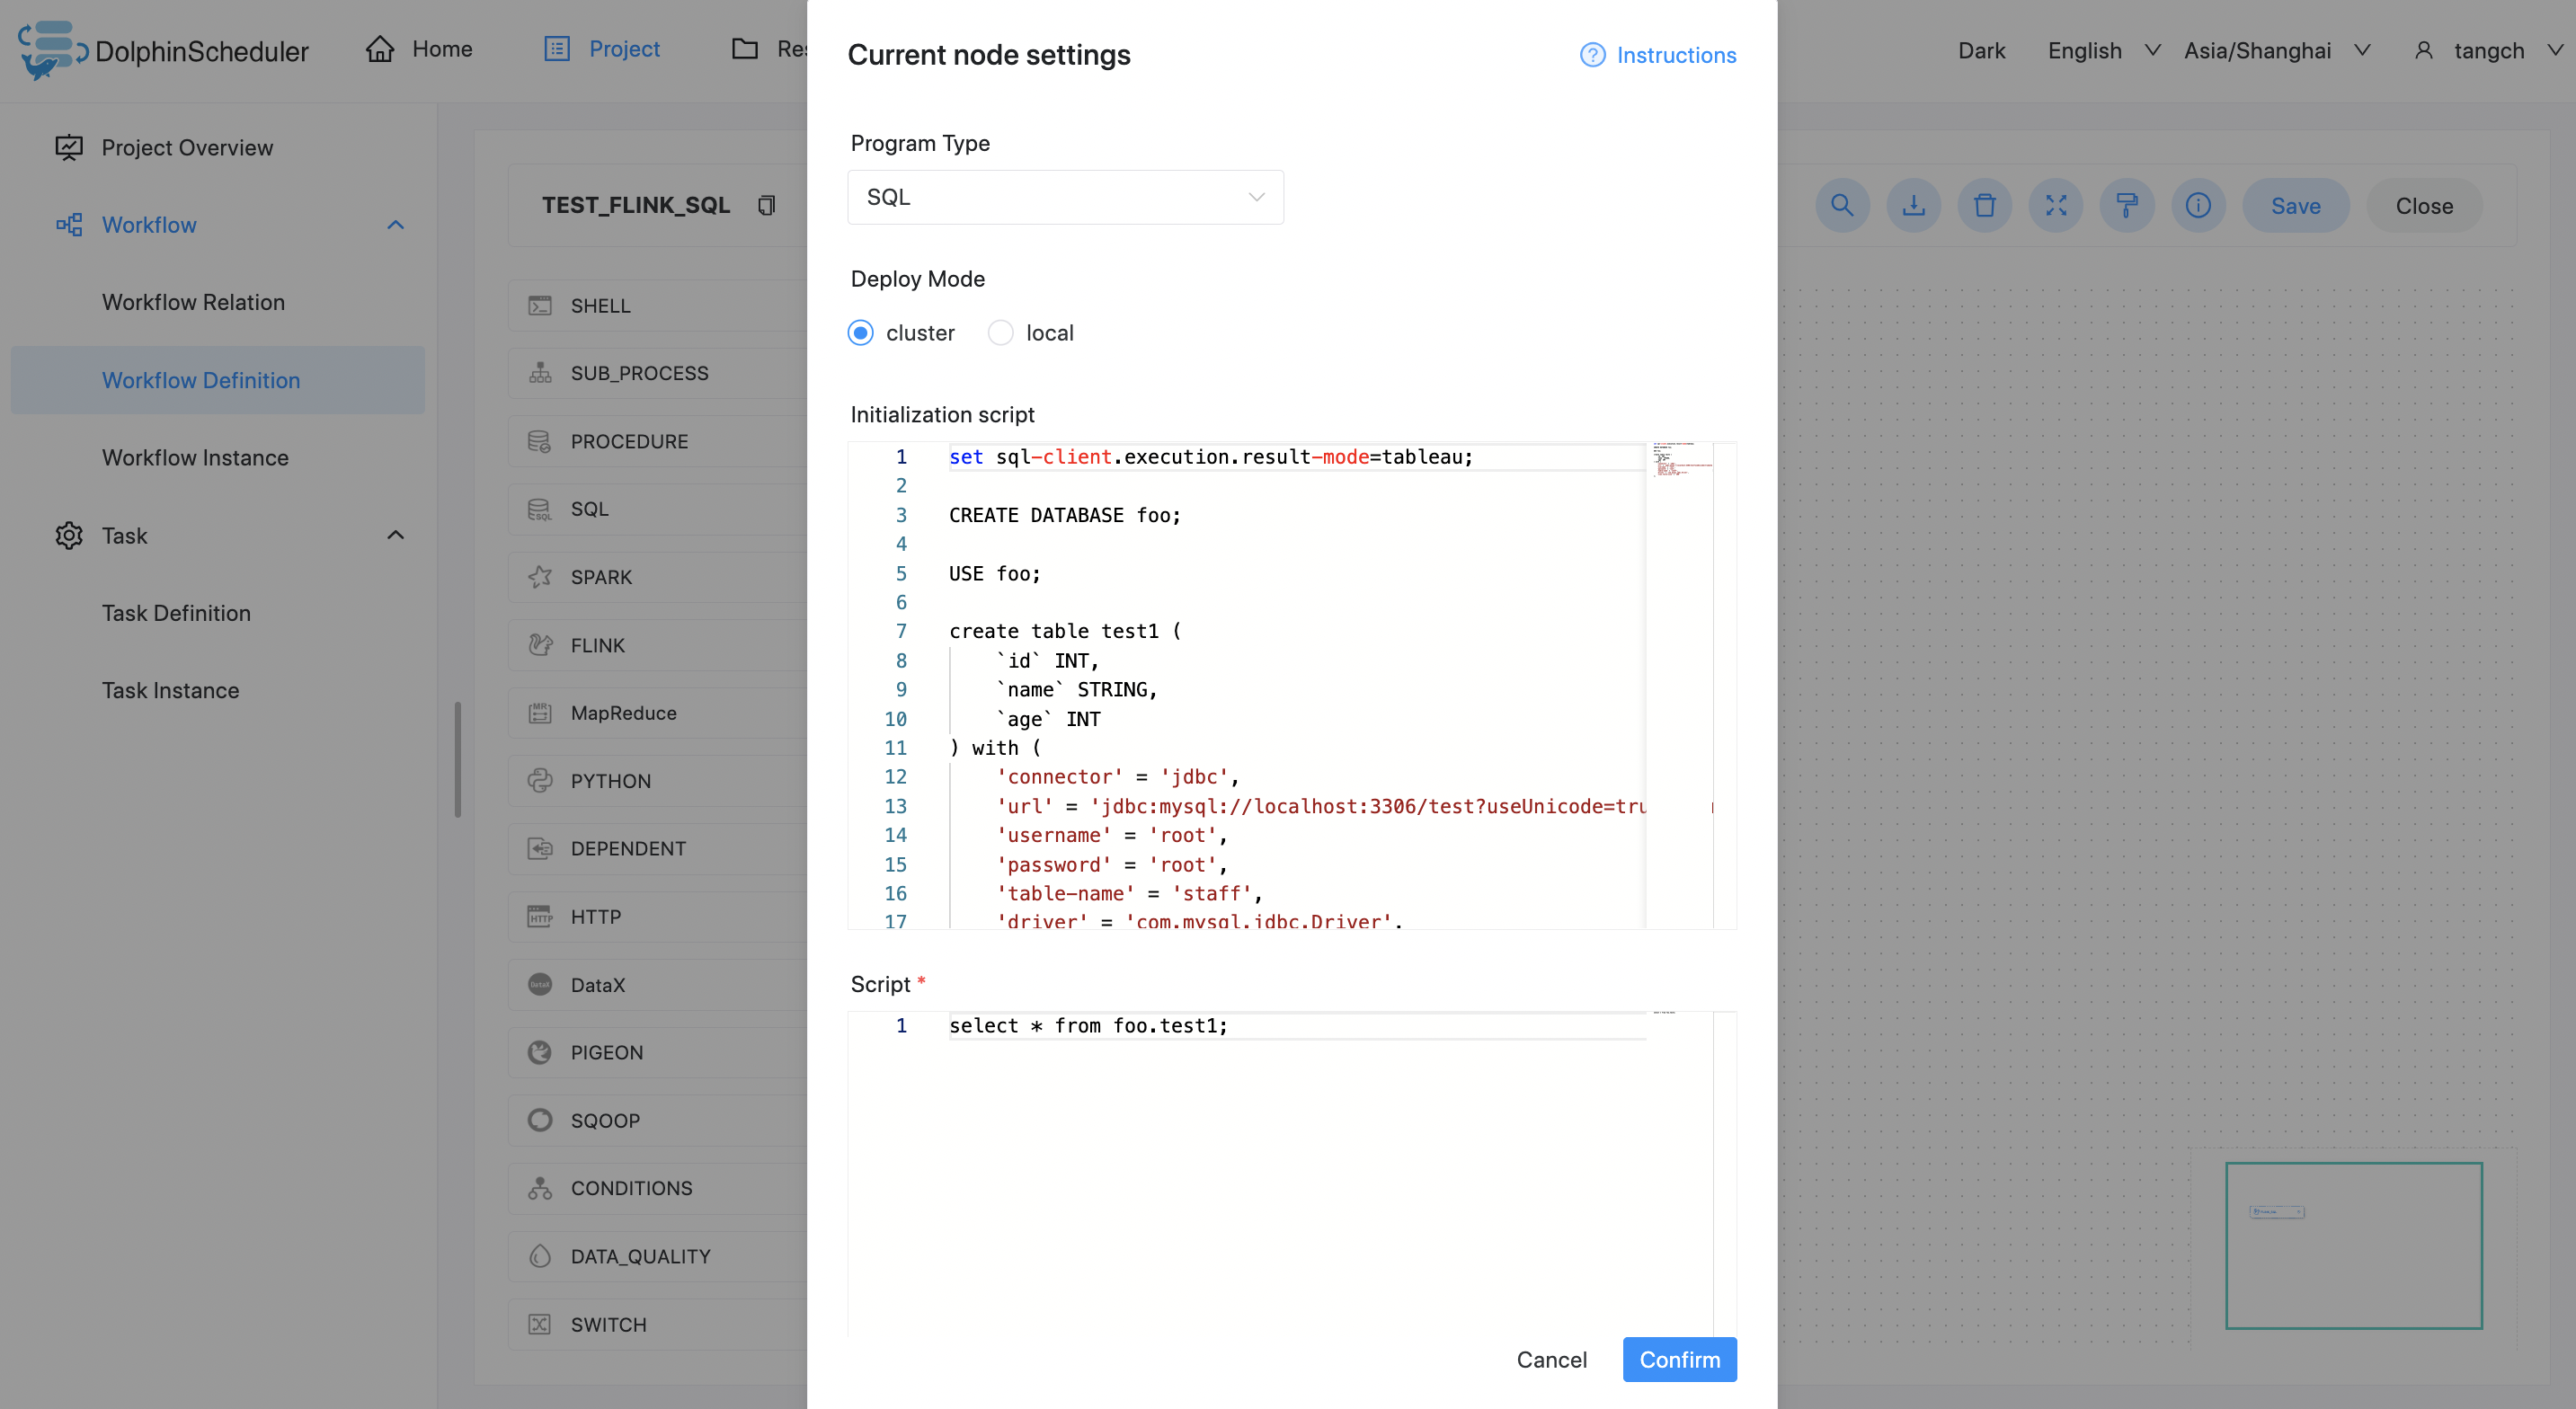 DolphinScheduler
Home
Project
Dark
English
Asia/Shanghai
tangch
Project Overview
Workflow
Workflow Relation
Workflow Definition
Workflow Instance
Task
Task Definition
Task Instance
TEST_FLINK_SQL
Save
Close
SHELL
SUB_PROCESS
PROCEDURE
SQL
SPARK
FLINK
MapReduce
PYTHON
DEPENDENT
HTTP
DataX
PIGEON
SQOOP
CONDITIONS
DATA_QUALITY
SWITCH
Current node settings
Instructions
Program Type
SQL
Deploy Mode
cluster
local
Initialization script
1 set sql-client.execution.result-mode=tableau;
2
3 CREATE DATABASE foo;
4
5 USE foo;
6
7 create table test1 (
8 `id` INT,
9 `name` STRING,
10 `age` INT
11 ) with (
12 'connector' = 'jdbc',
13 'url' = 'jdbc:mysql://localhost:3306/test?useUnicode=tru
14 'username' = 'root',
15 'password' = 'root',
16 'table-name' = 'staff',
17 'driver' = 'com.mysql.jdbc.Driver',
Script *
1 select * from foo.test1;
Cancel
Confirm